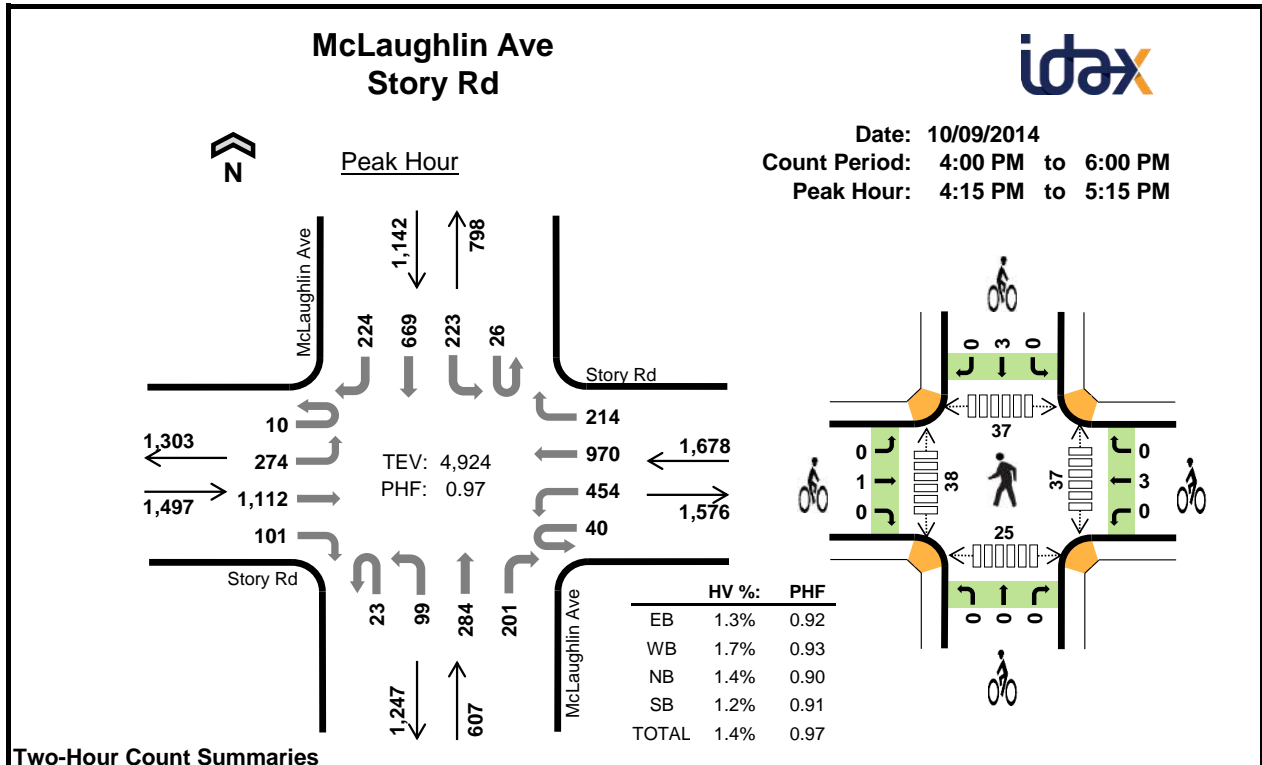 McLaughlin Ave
Story Rd
idax
Date: 10/09/2014
Count Period: 4:00 PM to 6:00 PM
Peak Hour: 4:15 PM to 5:15 PM
N
Peak Hour
McLaughlin Ave
1,142
798
224
669
223
26
Story Rd
10
274
1,112
101
1,303
1,497
TEV: 4,924
PHF: 0.97
214
970
454
40
1,678
1,576
Story Rd
23
99
284
201
McLaughlin Ave
1,247
607
HV %: PHF
EB 1.3% 0.92
WB 1.7% 0.93
NB 1.4% 0.90
SB 1.2% 0.91
TOTAL 1.4% 0.97
0 3 0
37
0
1
0
38
37
0
3
0
25
0 0 0
Two-Hour Count Summaries